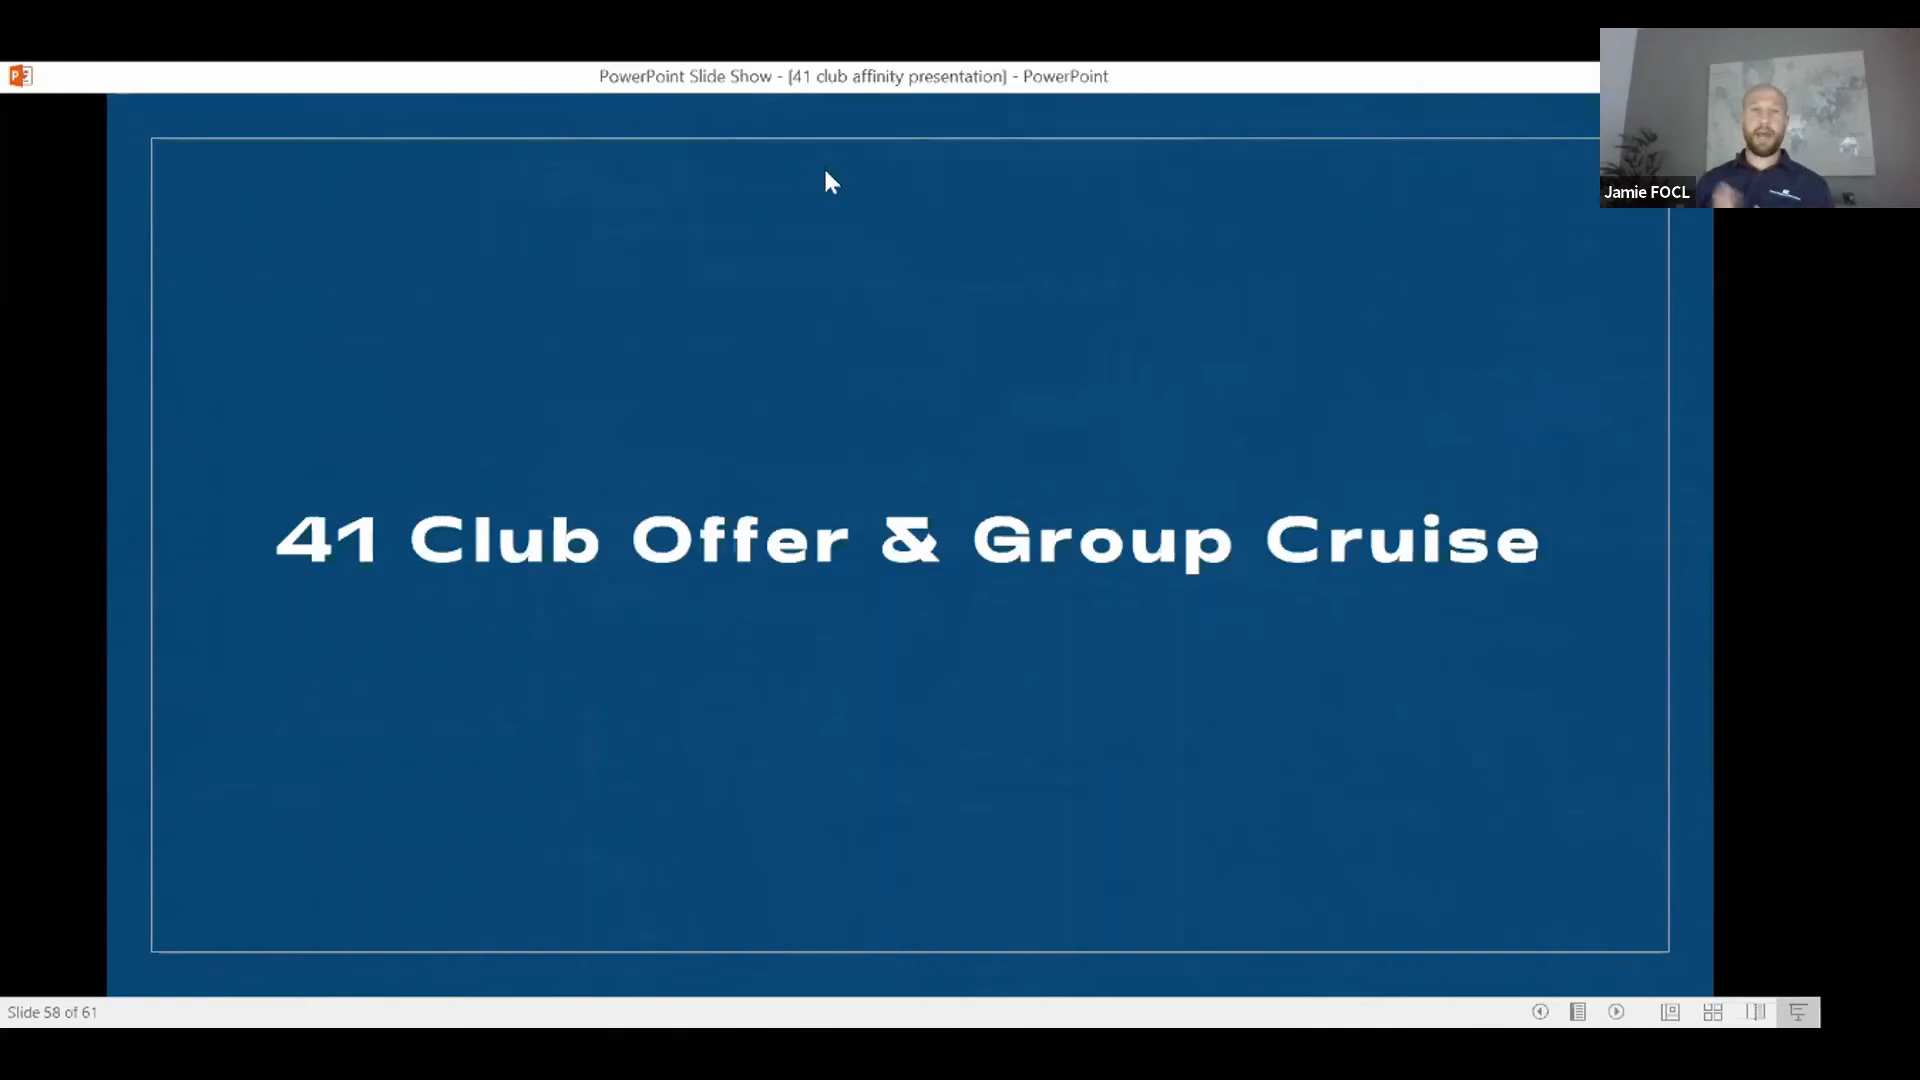 PowerPoint Slide Show - [41 club affinity presentation] - PowerPoint
Jamie FOCL
41 Club Offer & Group Cruise
Slide 58 of 61